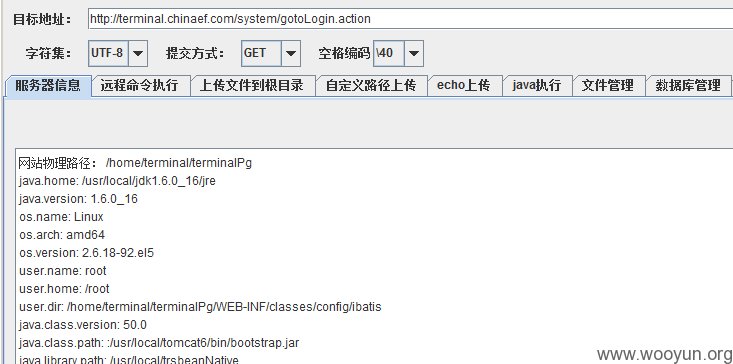 目标地址： http://terminal.chinaef.com/system/gotoLogin.action
字符集： UTF-8 提交方式： GET 空格编码 \40
服务器信息 远程命令执行 上传文件到根目录 自定义路径上传 echo上传 java执行 文件管理 数据库管理
网站物理路径： /home/terminal/terminalPg
java.home: /usr/local/jdk1.6.0_16/jre
java.version: 1.6.0_16
os.name: Linux
os.arch: amd64
os.version: 2.6.18-92.el5
user.name: root
user.home: /root
user.dir: /home/terminal/terminalPg/WEB-INF/classes/config/ibatis
java.class.version: 50.0
java.class.path: :/usr/local/tomcat6/bin/bootstrap.jar
java.library.path: /usr/local/trsbeanNative
www.wooyun.org